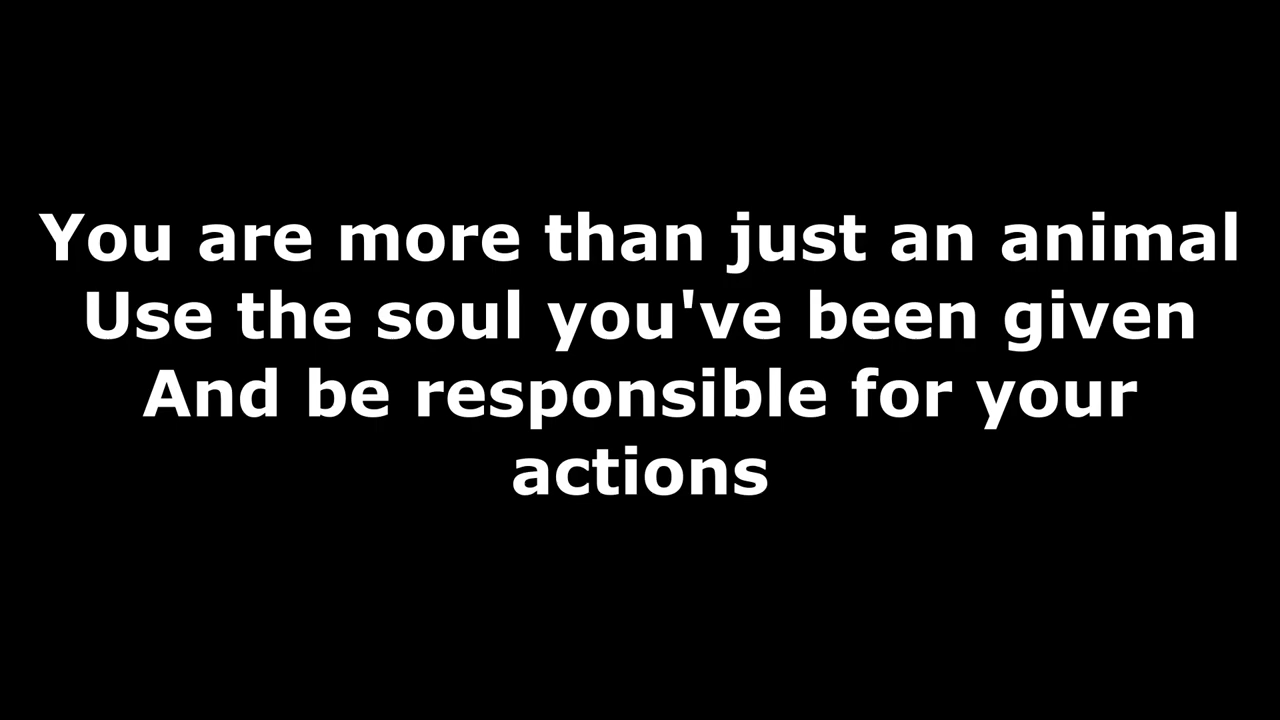 You are more than just an animal
Use the soul you've been given
And be responsible for your
actions